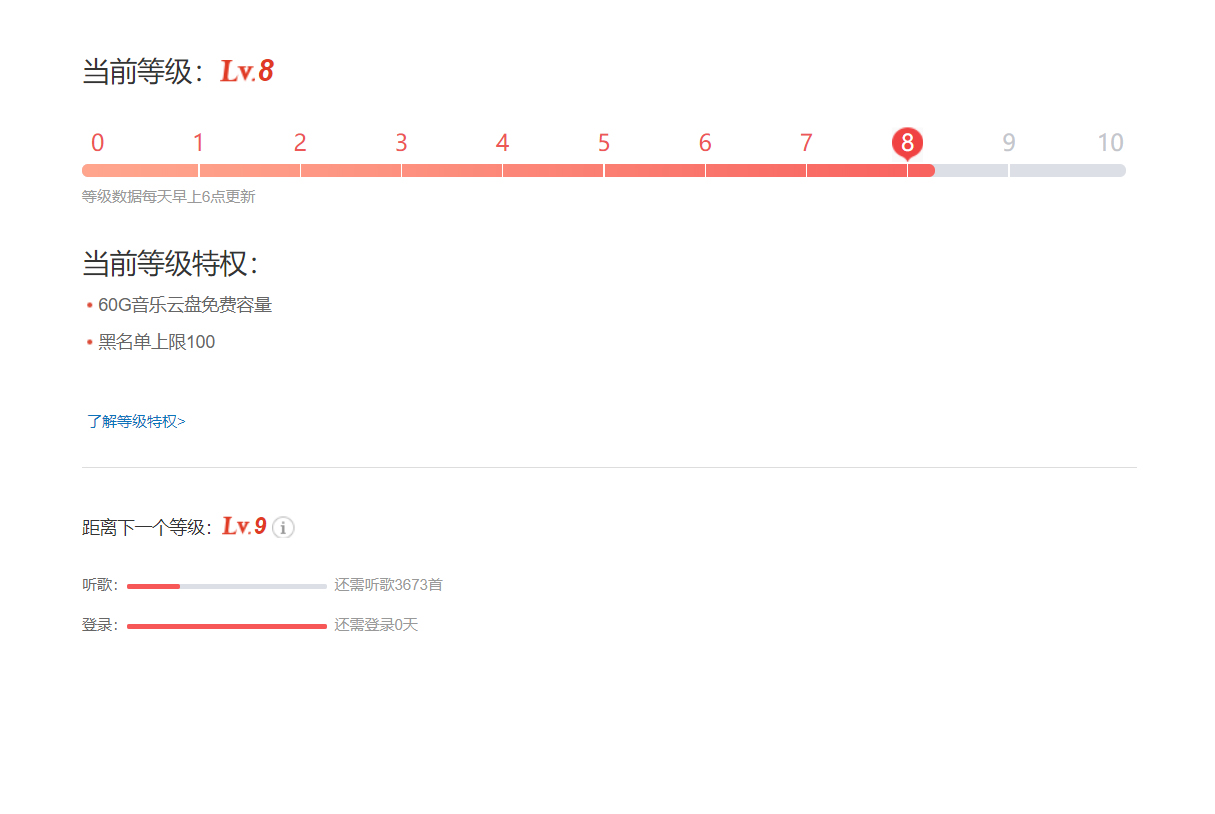 当前等级：Lv.8
0 1 2 3 4 5 6 7 8 9 10
等级数据每天早上6点更新
当前等级特权：
60G音乐云盘免费容量
黑名单上限100
了解等级特权>
距离下一个等级：Lv.9 i
听歌： 还需听歌3673首
登录： 还需登录0天